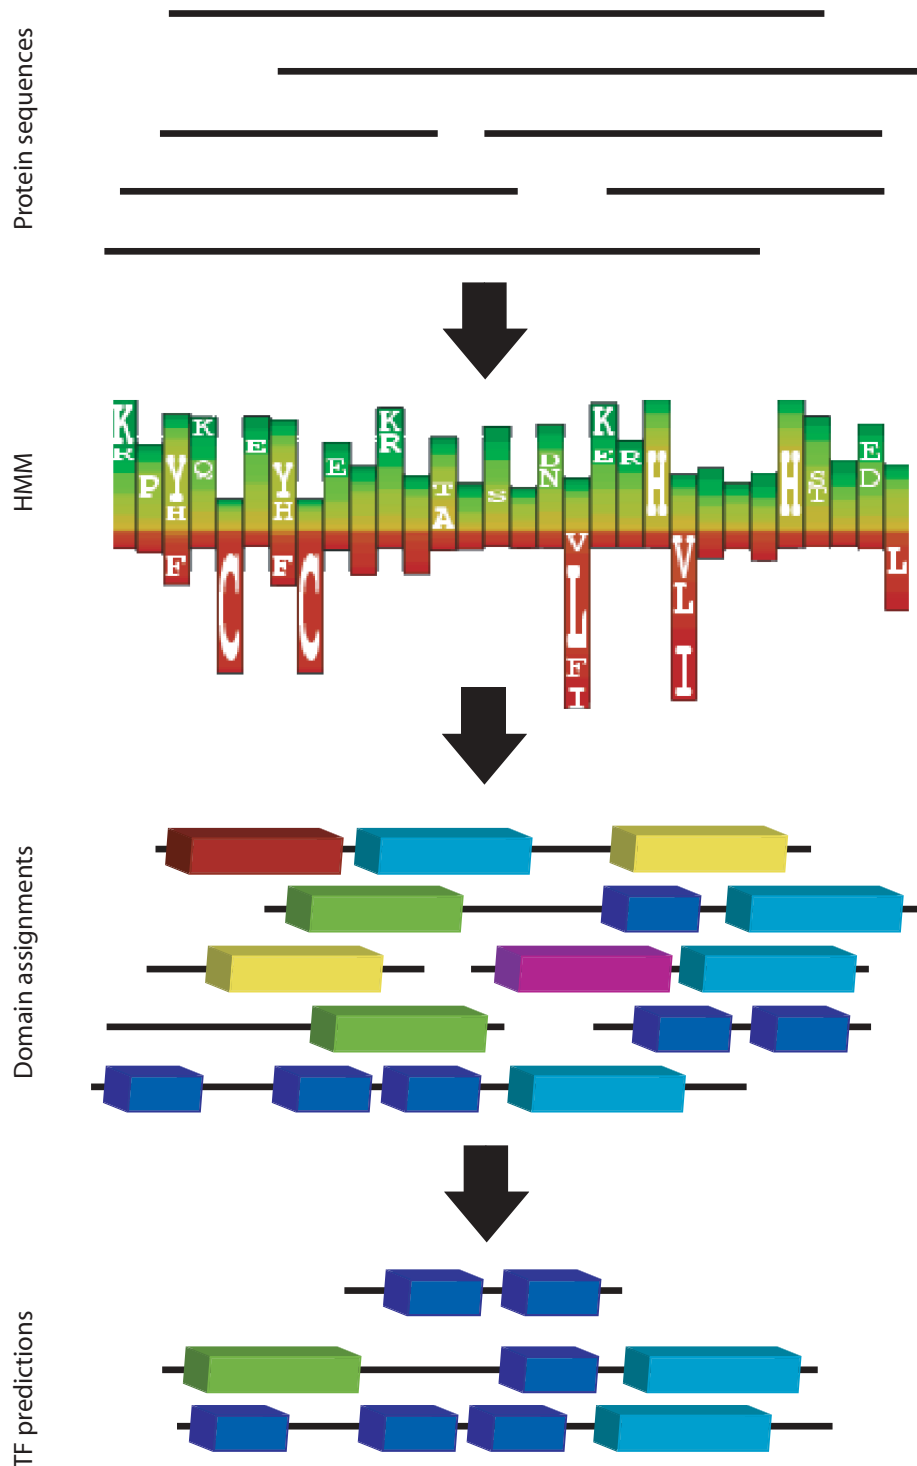 Protein sequences
HMM
K R P Y H F K Q C E Y H F C E K R T A S D N V L F I K E R H V L I H S T E D L
Domain assignments
TF predictions